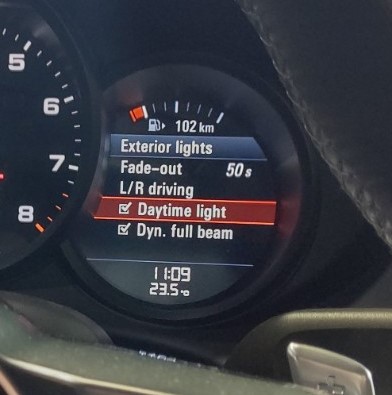 5
6
7
8
102 km
Exterior lights
Fade-out 50 s
L/R driving
Daytime light
Dyn. full beam
11:09
23.5 °C